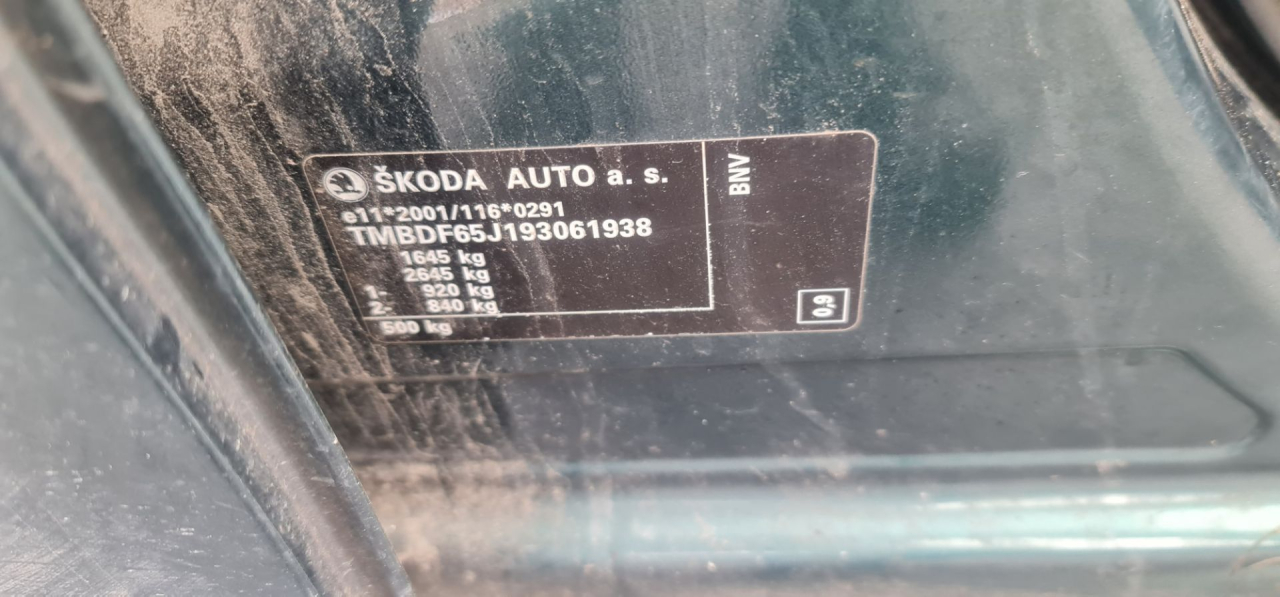 ŠKODA AUTO a. s.
e11*2001/116*0291
TMBDF65J193061938
1645 kg
2645 kg
1- 920 kg
2- 840 kg
500 kg
BNV
0,9